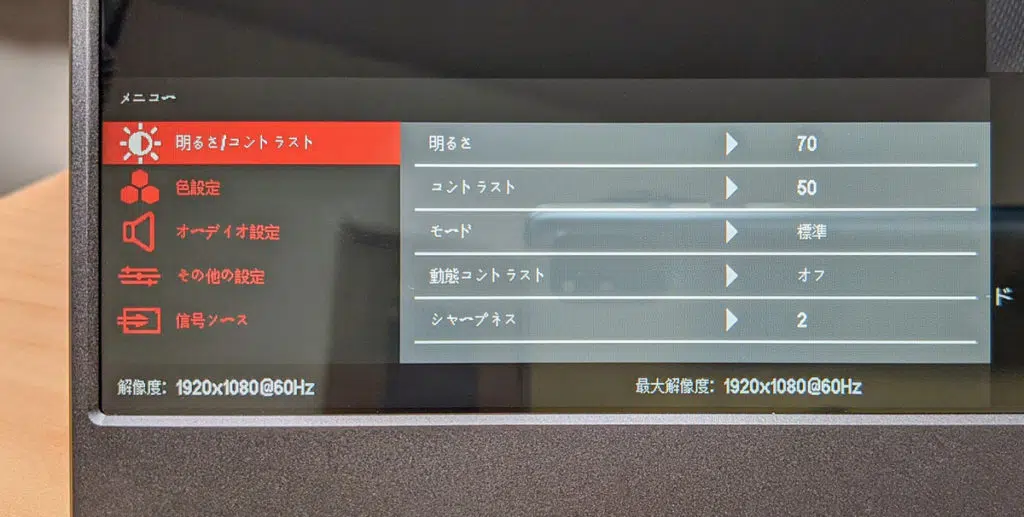 メニュー
明るさ/コントラスト 明るさ 70
色設定 コントラスト 50
オーディオ設定 モード 標準
その他の設定 動態コントラスト オフ
信号ソース シャープネス 2
解像度: 1920x1080@60Hz 最大解像度: 1920x1080@60Hz